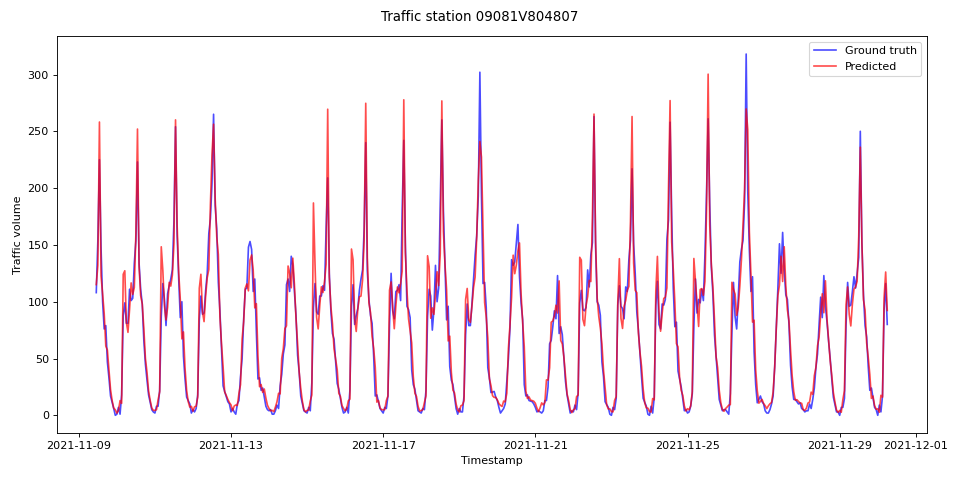 Traffic station 09081V804807
Ground truth
Predicted
Traffic volume
300
250
200
150
100
50
0
2021-11-09
2021-11-13
2021-11-17
2021-11-21
2021-11-25
2021-11-29
2021-12-01
Timestamp